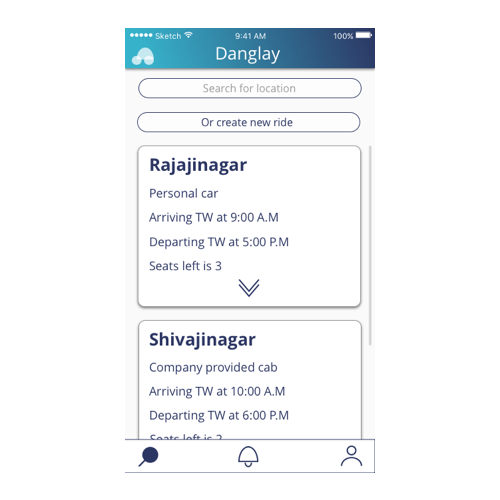 Sketch 9:41 AM 100%
Danglay
Search for location
Or create new ride
Rajajinagar
Personal car
Arriving TW at 9:00 A.M
Departing TW at 5:00 P.M
Seats left is 3
Shivajinagar
Company provided cab
Arriving TW at 10:00 A.M
Departing TW at 6:00 P.M
Seats left is 2